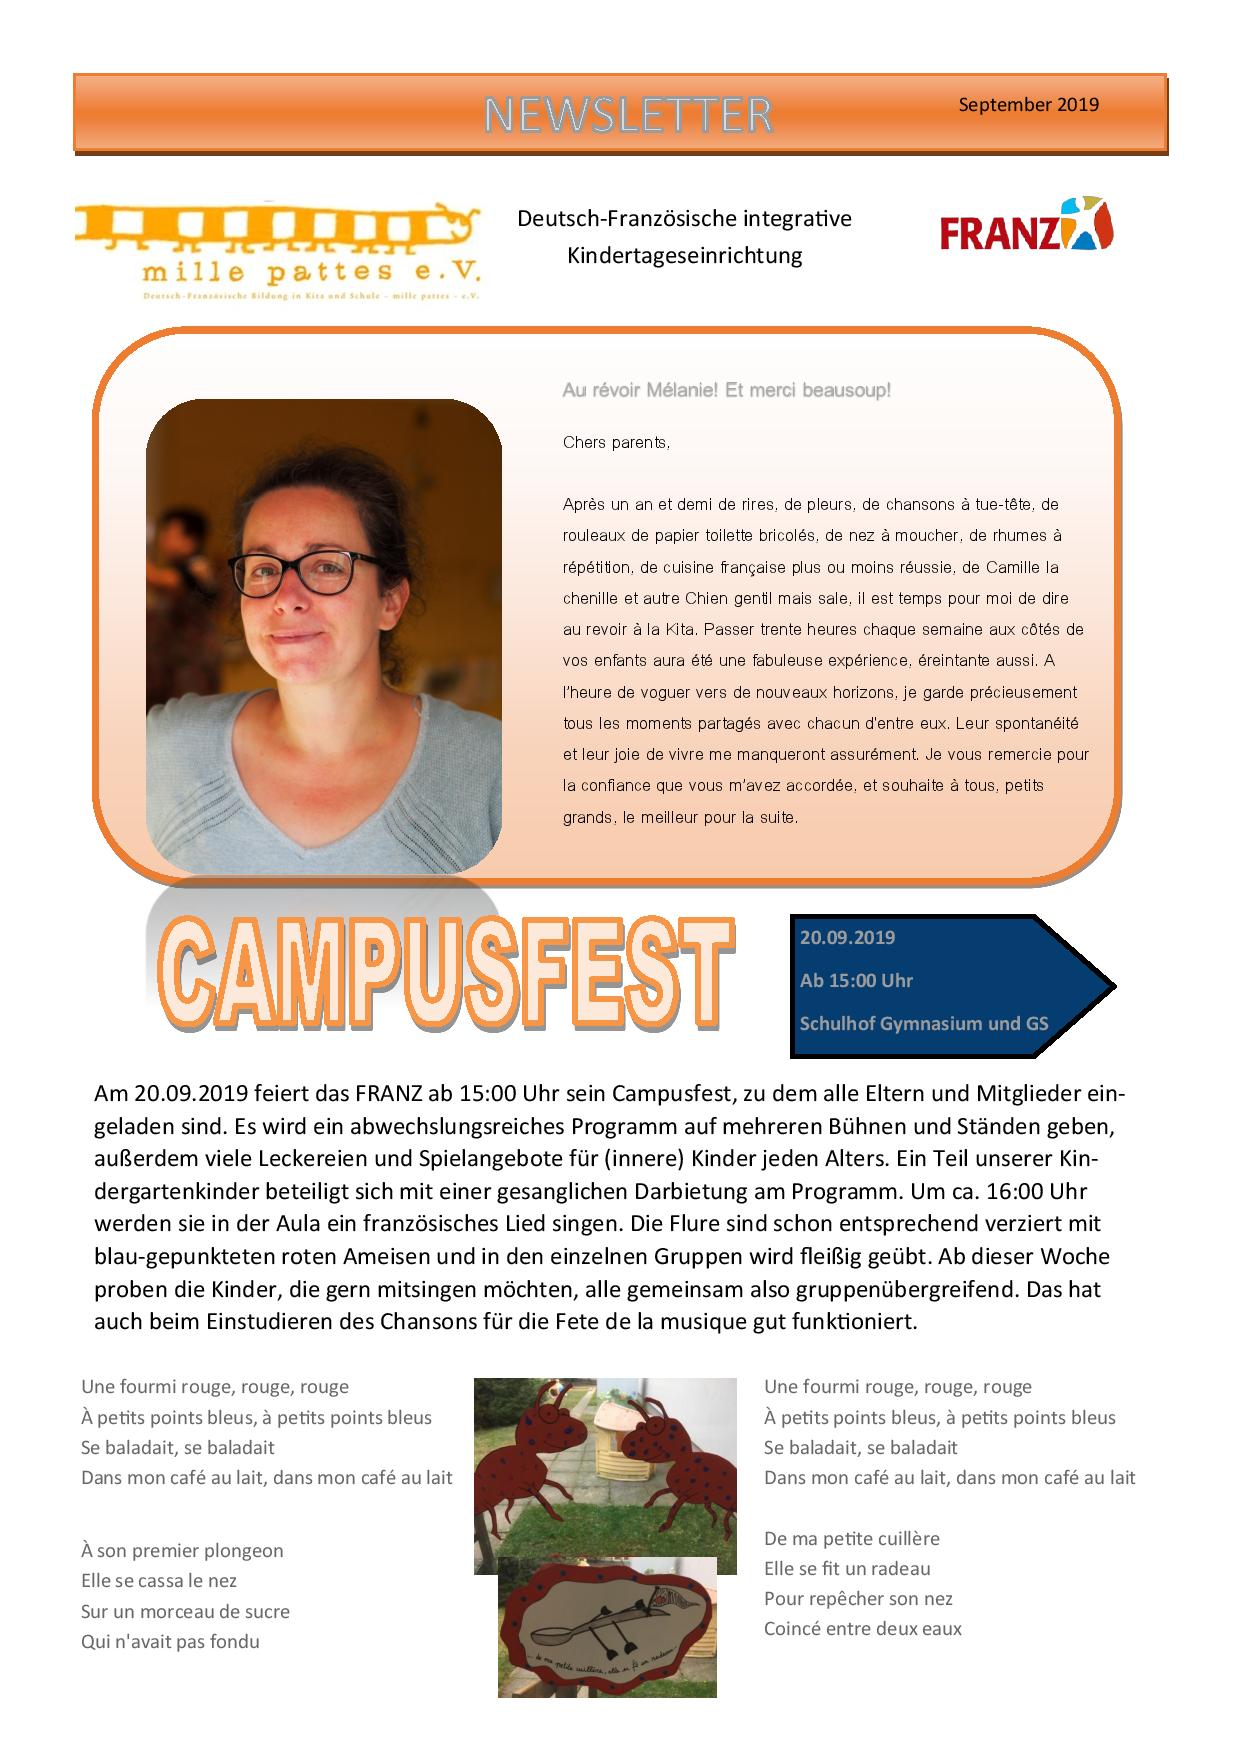 NEWSLETTER
September 2019
mille pattes e.V.
Deutsch-Französische Bildung in Kita und Schule - mille pattes - e.V.
Deutsch-Französische integrative
Kindertageseinrichtung
FRANZ
Au révoir Mélanie! Et merci beausoup!
Chers parents,
Après un an et demi de rires, de pleurs, de chansons à tue-tête, de
rouleaux de papier toilette bricolés, de nez à moucher, de rhumes à
répétition, de cuisine française plus ou moins réussie, de Camille la
chenille et autre Chien gentil mais sale, il est temps pour moi de dire
au revoir à la Kita. Passer trente heures chaque semaine aux côtés de
vos enfants aura été une fabuleuse expérience, éreintante aussi. A
l'heure de voguer vers de nouveaux horizons, je garde précieusement
tous les moments partagés avec chacun d'entre eux. Leur spontanéité
et leur joie de vivre me manqueront assurément. Je vous remercie pour
la confiance que vous m'avez accordée, et souhaite à tous, petits
grands, le meilleur pour la suite.
CAMPUSFEST
20.09.2019
Ab 15:00 Uhr
Schulhof Gymnasium und GS
Am 20.09.2019 feiert das FRANZ ab 15:00 Uhr sein Campusfest, zu dem alle Eltern und Mitglieder ein-
geladen sind. Es wird ein abwechslungsreiches Programm auf mehreren Bühnen und Ständen geben,
außerdem viele Leckereien und Spielangebote für (innere) Kinder jeden Alters. Ein Teil unserer Kin-
dergartenkinder beteiligt sich mit einer gesanglichen Darbietung am Programm. Um ca. 16:00 Uhr
werden sie in der Aula ein französisches Lied singen. Die Flure sind schon entsprechend verziert mit
blau-gepunkteten roten Ameisen und in den einzelnen Gruppen wird fleißig geübt. Ab dieser Woche
proben die Kinder, die gern mitsingen möchten, alle gemeinsam also gruppenübergreifend. Das hat
auch beim Einstudieren des Chansons für die Fete de la musique gut funktioniert.
Une fourmi rouge, rouge, rouge
À petits points bleus, à petits points bleus
Se baladait, se baladait
Dans mon café au lait, dans mon café au lait
À son premier plongeon
Elle se cassa le nez
Sur un morceau de sucre
Qui n'avait pas fondu
... de ma petite cuillère, elle se fit un radeau
Une fourmi rouge, rouge, rouge
À petits points bleus, à petits points bleus
Se baladait, se baladait
Dans mon café au lait, dans mon café au lait
De ma petite cuillère
Elle se fit un radeau
Pour repêcher son nez
Coincé entre deux eaux